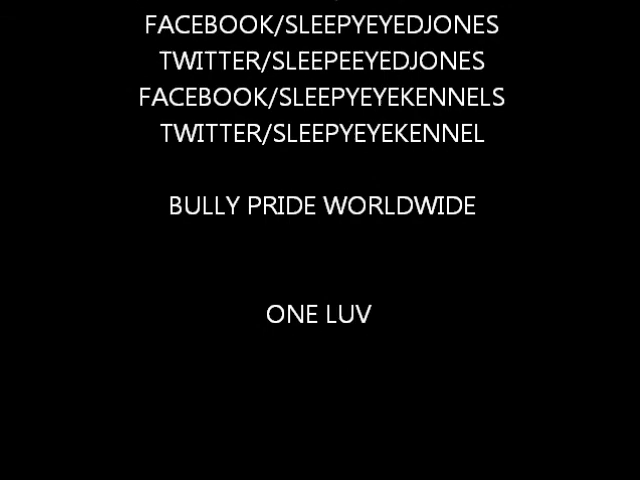 FACEBOOK/SLEEPYEYEDJONES
TWITTER/SLEEPEEYEDJONES
FACEBOOK/SLEEPYEYEKENNELS
TWITTER/SLEEPYEYEKENNEL
BULLY PRIDE WORLDWIDE
ONE LUV